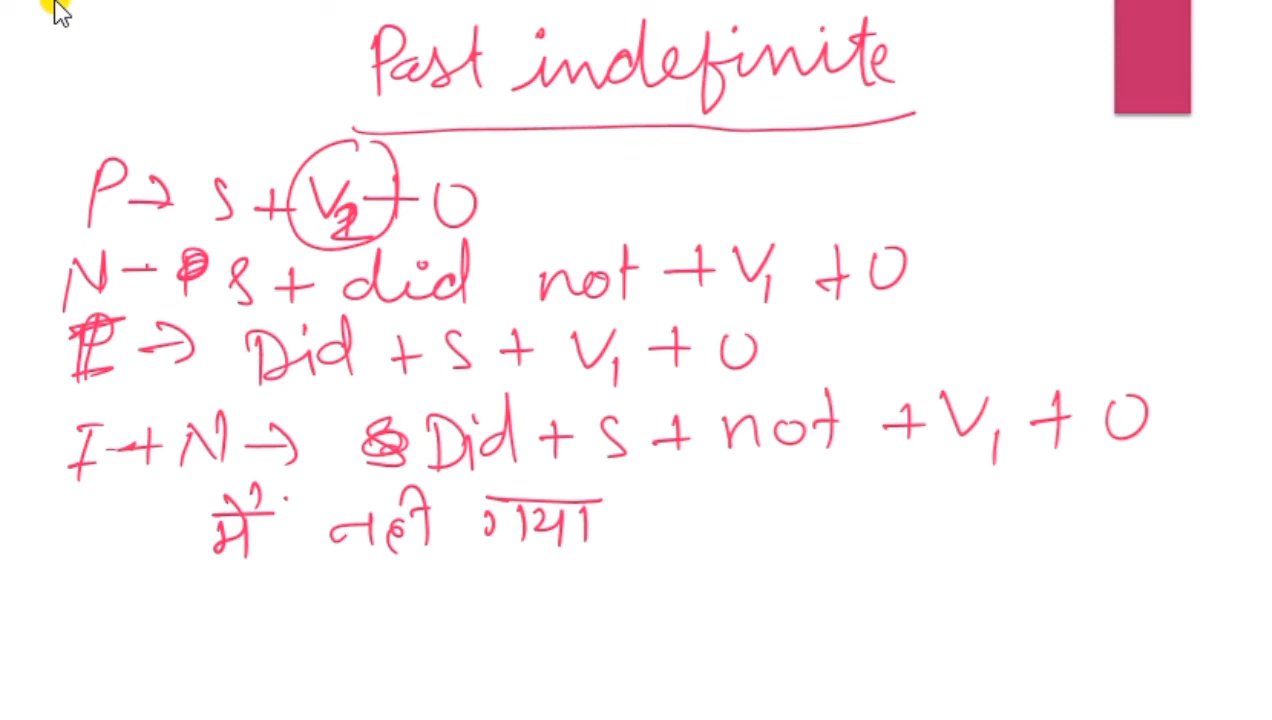 Past indefinite
P → S + V2 + O
N → S + did not + V1 + O
I → Did + S + V1 + O
I + N → Did + S + not + V1 + O
मैं नही गया